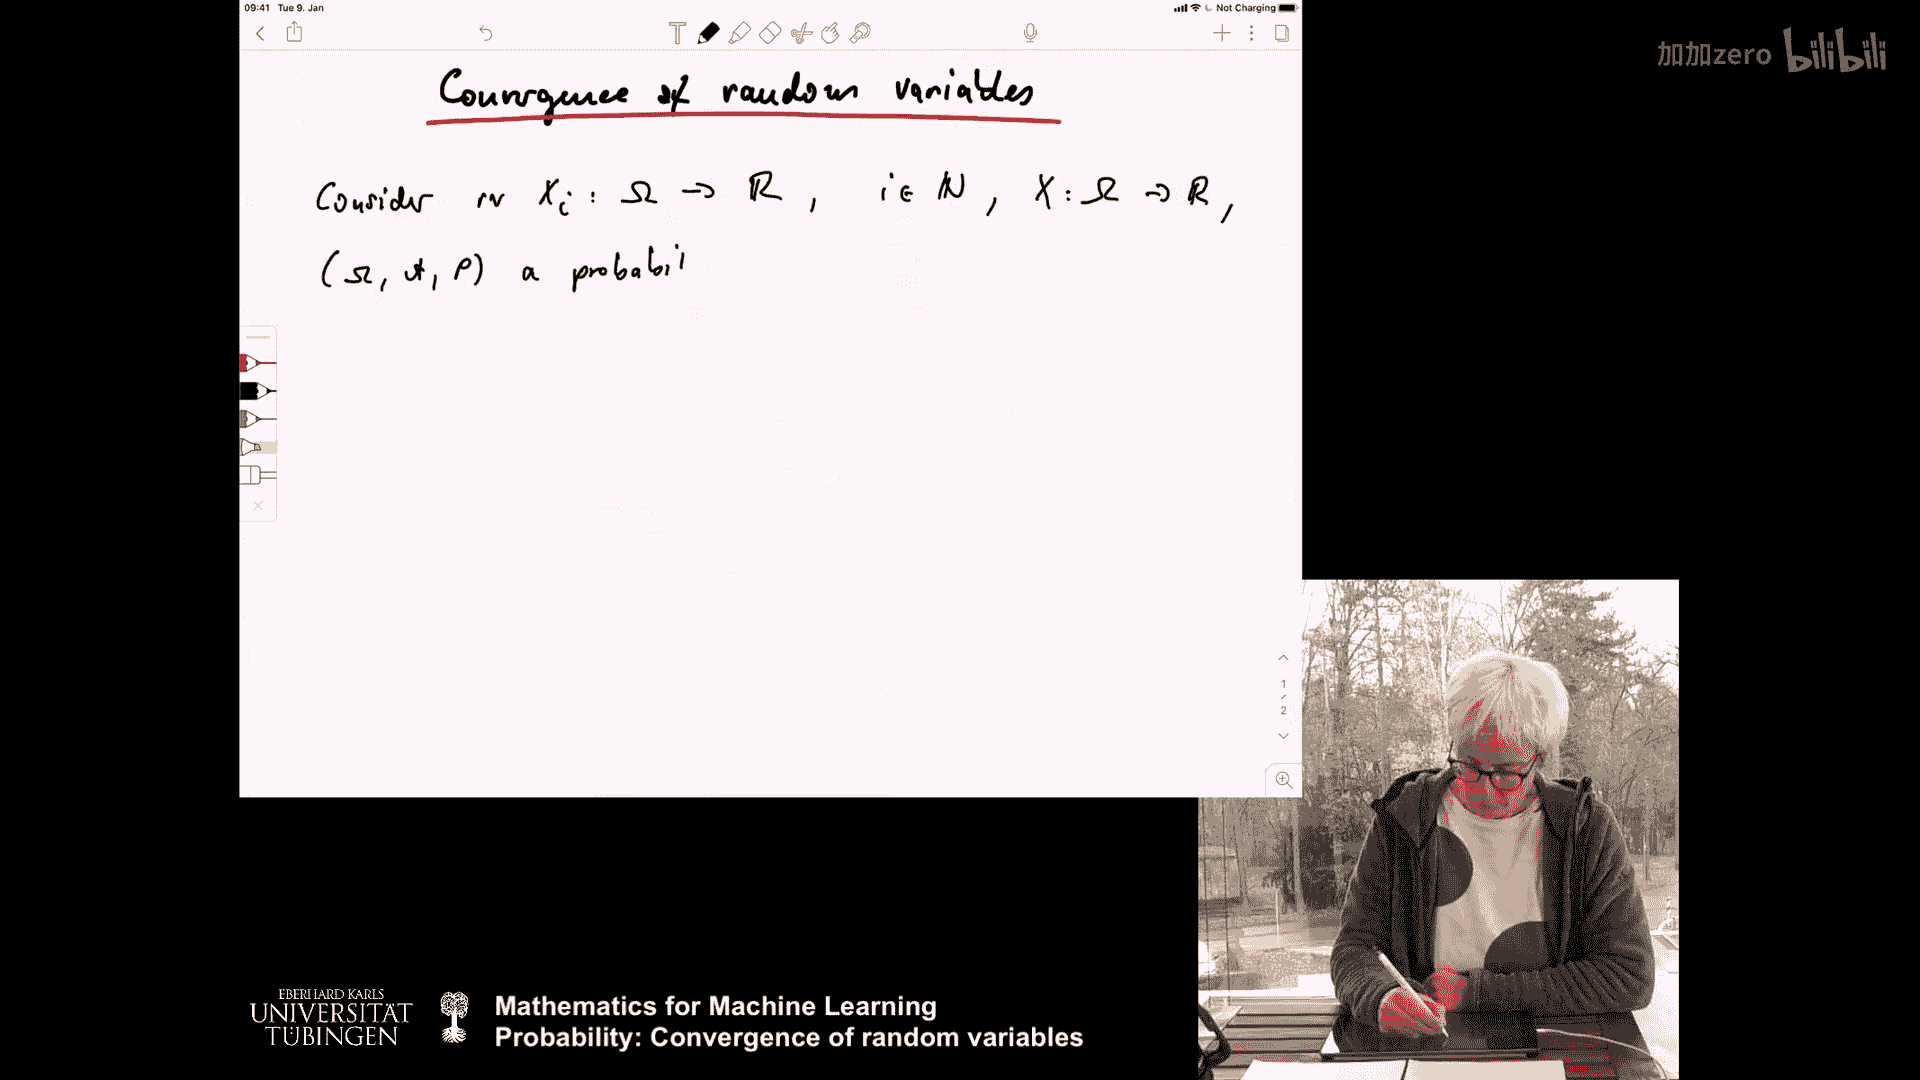 09:41 Tue 9. Jan
Not Charging
加加zero bilibili
Convergence of random variables
Consider rv Xᵢ : Ω → ℝ , i ∈ ℕ , X : Ω → ℝ ,
(Ω, 𝒜, P) a probabili
1
/
2
EBERHARD KARLS
UNIVERSITÄT
TÜBINGEN
Mathematics for Machine Learning
Probability: Convergence of random variables